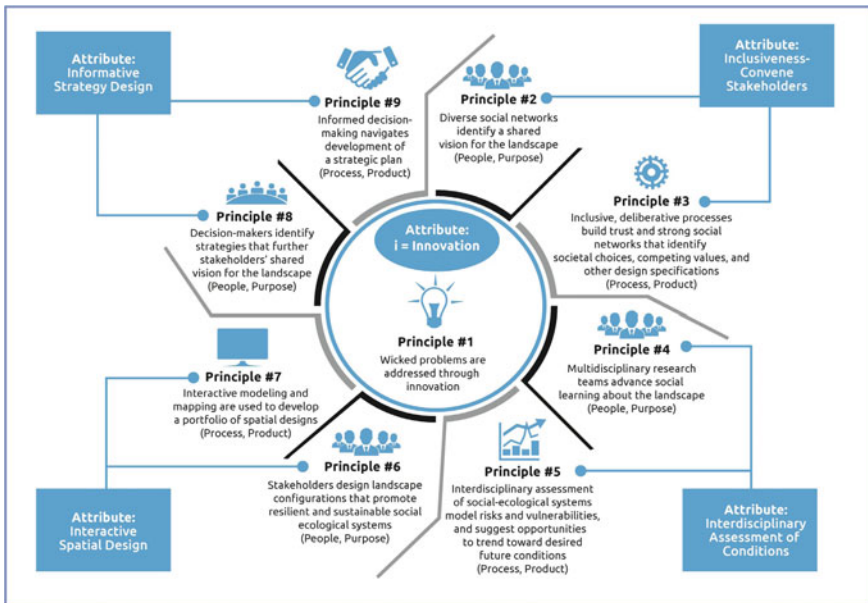 Attribute:
Informative
Strategy Design
Principle #9
Informed decision-
making navigates
development of
a strategic plan
(Process, Product)
Principle #2
Diverse social networks
identify a shared
vision for the landscape
(People, Purpose)
Attribute:
Inclusiveness-
Convene
Stakeholders
Principle #8
Decision-makers identify
strategies that further
stakeholders’ shared
vision for the landscape
(People, Purpose)
Attribute:
i = Innovation
Principle #1
Wicked problems are
addressed through
innovation
Principle #3
Inclusive, deliberative processes
build trust and strong social
networks that identify
societal choices, competing values, and
other design specifications
(Process, Product)
Principle #7
Interactive modeling and
mapping are used to develop
a portfolio of spatial designs
(Process, Product)
Principle #4
Multidisciplinary research
teams advance social
learning about the landscape
(People, Purpose)
Attribute:
Interactive
Spatial Design
Principle #6
Stakeholders design landscape
configurations that promote
resilient and sustainable social
ecological systems
(People, Purpose)
Principle #5
Interdisciplinary assessment
of social-ecological systems
model risks and vulnerabilities,
and suggest opportunities
to trend toward desired
future conditions
(Process, Product)
Attribute:
Interdisciplinary
Assessment of
Conditions